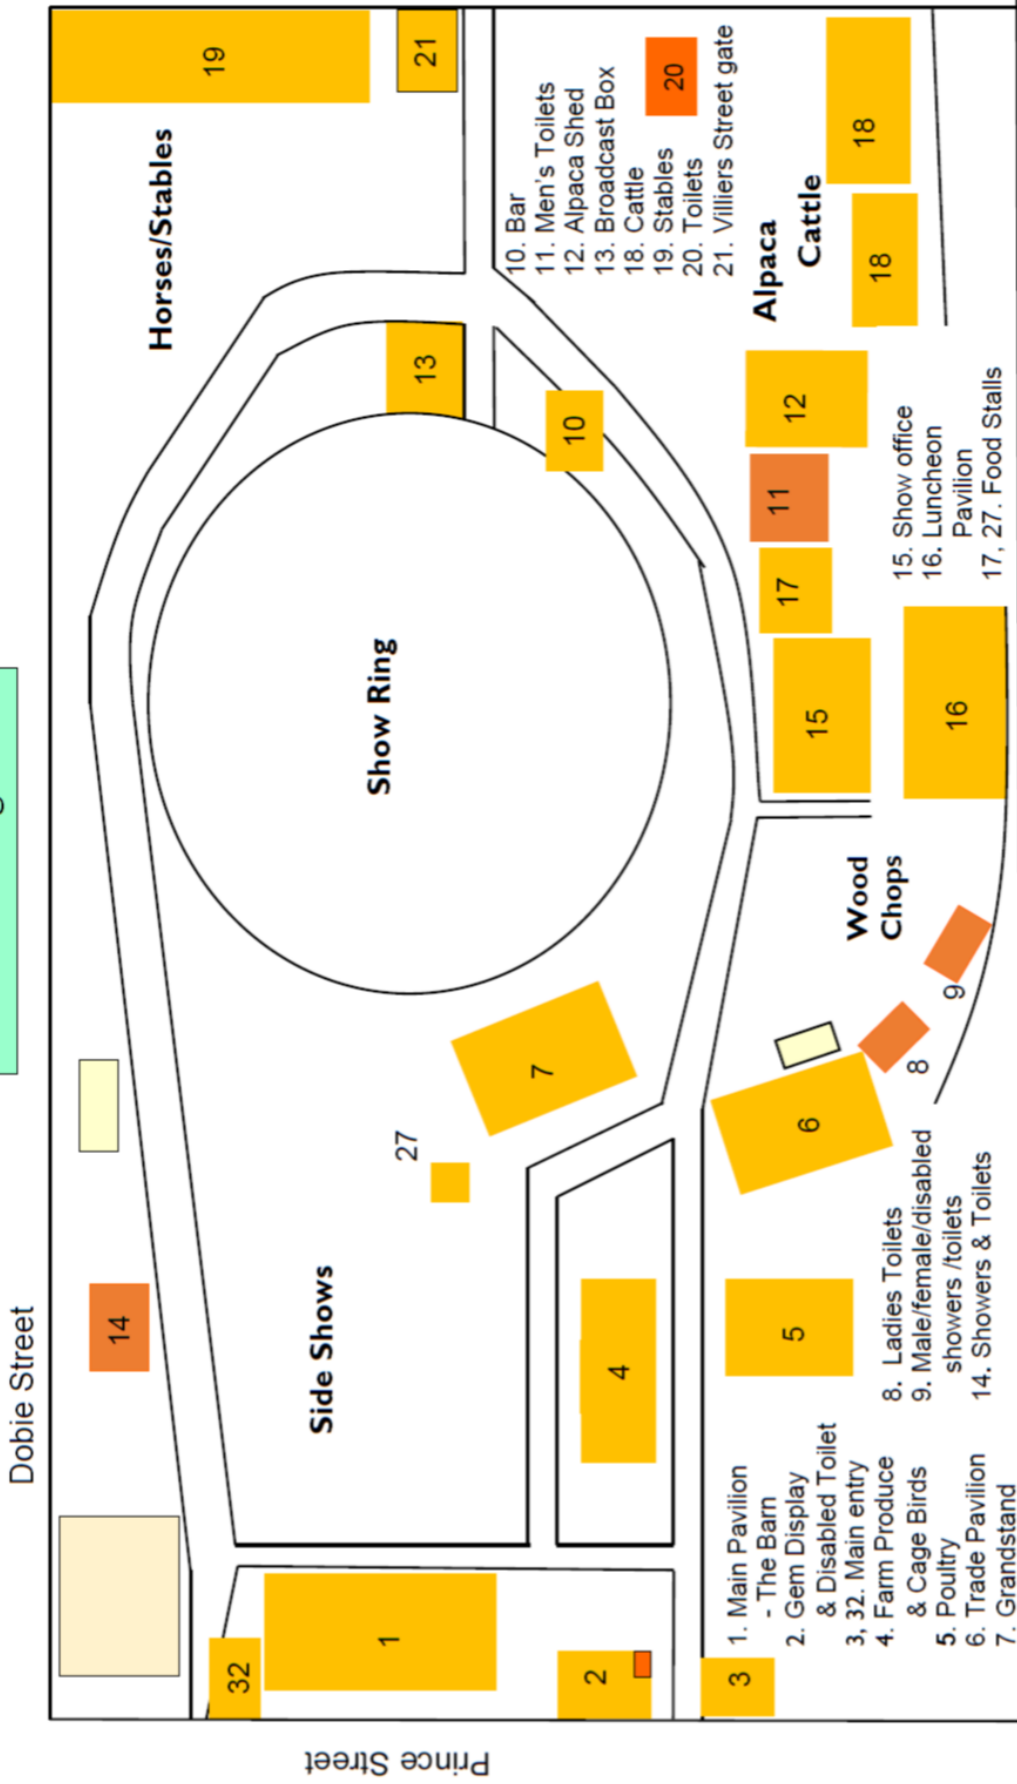 Dobie Street
Prince Street
Horses/Stables
19
21
13
10
Show Ring
Side Shows
14
32
1
2
3
4
5
6
7
27
8
9
Wood
Chops
15
16
17
11
12
Alpaca
Cattle
18
18
20
1. Main Pavilion
- The Barn
2. Gem Display
& Disabled Toilet
3, 32. Main entry
4. Farm Produce
& Cage Birds
5. Poultry
6. Trade Pavilion
7. Grandstand
8. Ladies Toilets
9. Male/female/disabled
showers /toilets
14. Showers & Toilets
15. Show office
16. Luncheon
Pavilion
17, 27. Food Stalls
10. Bar
11. Men's Toilets
12. Alpaca Shed
13. Broadcast Box
18. Cattle
19. Stables
20. Toilets
21. Villiers Street gate